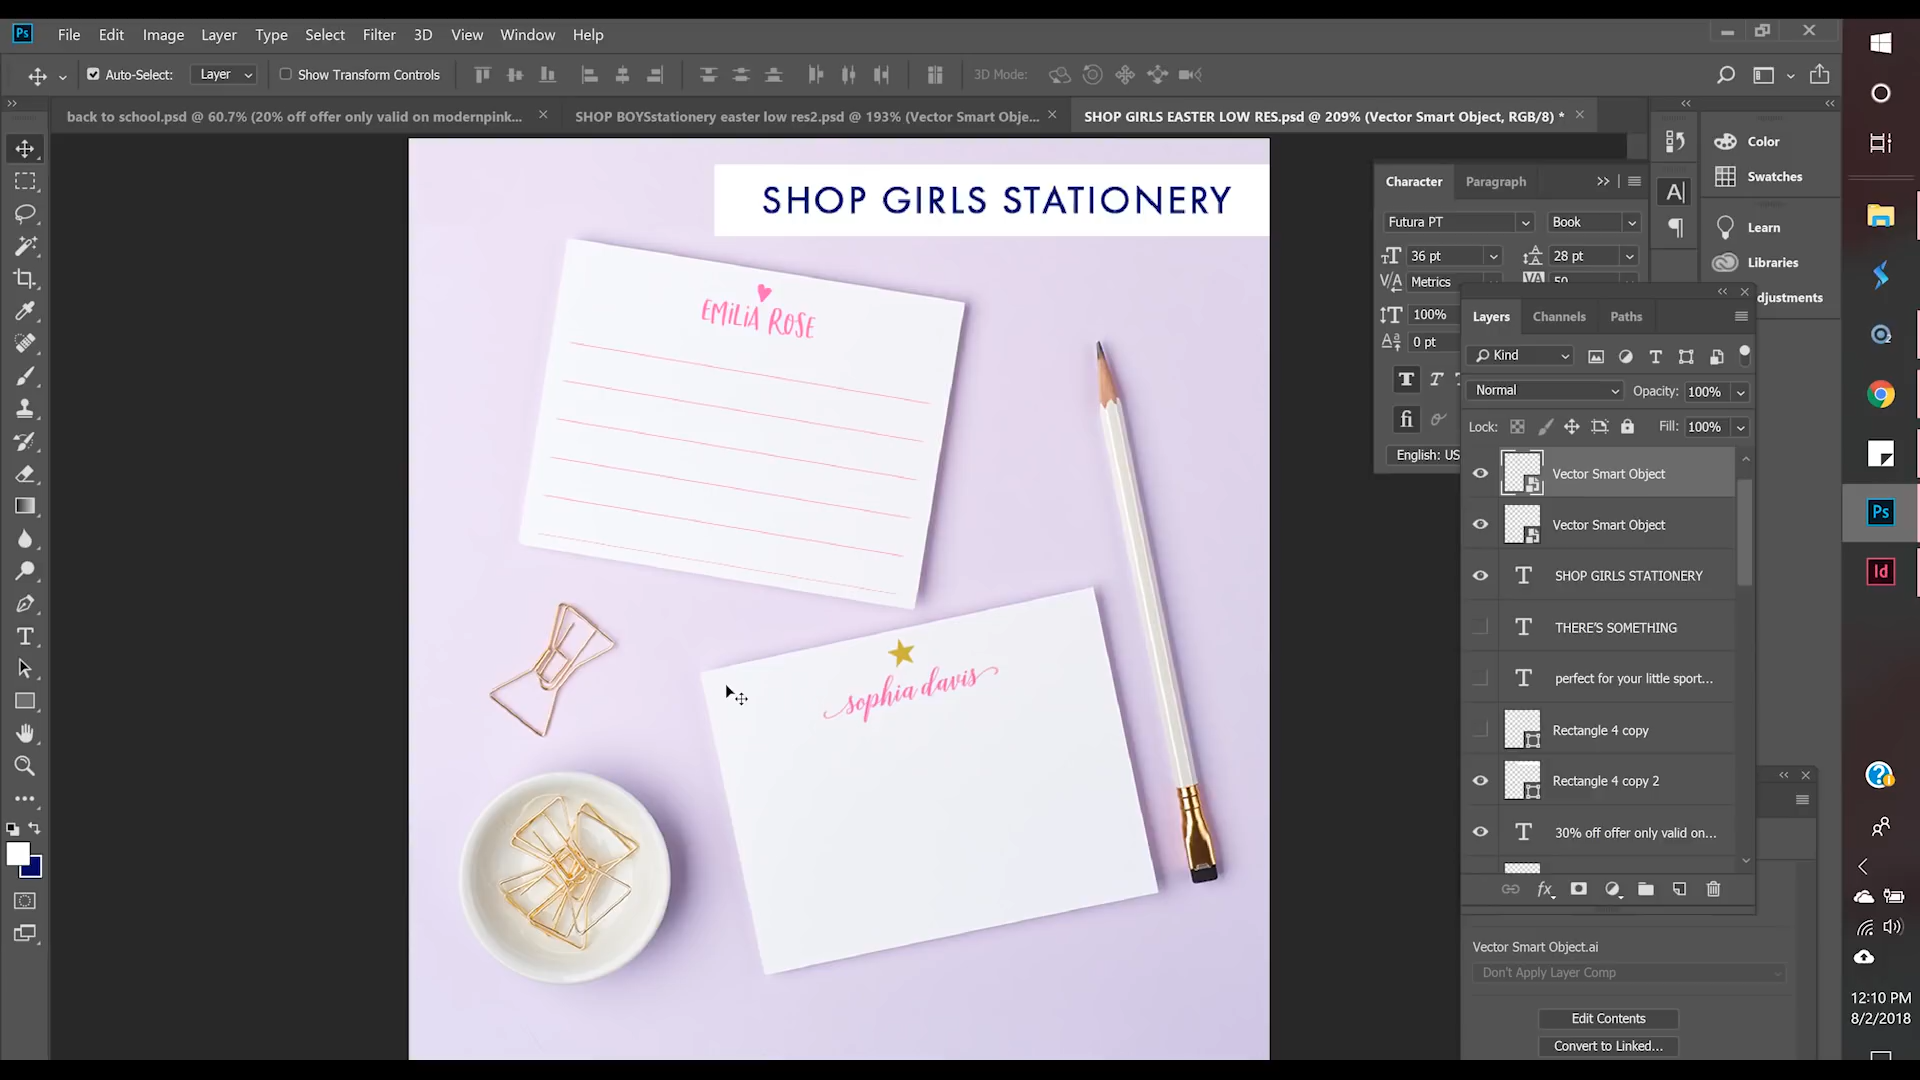 Ps File Edit Image Layer Type Select Filter 3D View Window Help
Auto-Select: Layer Show Transform Controls 3D Mode:
back to school.psd @ 60.7% (20% off offer only valid on modernpink... SHOP BOYSstationery easter low res2.psd @ 193% (Vector Smart Obje... SHOP GIRLS EASTER LOW RES.psd @ 209% (Vector Smart Object, RGB/8) *
SHOP GIRLS STATIONERY
EMILIA ROSE
sophia davis
Character Paragraph
Futura PT Book
36 pt 28 pt
Metrics 50
100%
0 pt
English: US
Color
Swatches
Learn
Libraries
djustments
Layers Channels Paths
Kind
Normal Opacity: 100%
Lock: Fill: 100%
Vector Smart Object
Vector Smart Object
SHOP GIRLS STATIONERY
THERE'S SOMETHING
perfect for your little sport...
Rectangle 4 copy
Rectangle 4 copy 2
30% off offer only valid on...
fx
Vector Smart Object.ai
Don't Apply Layer Comp
Edit Contents
Convert to Linked...
Ps
Id
12:10 PM
8/2/2018